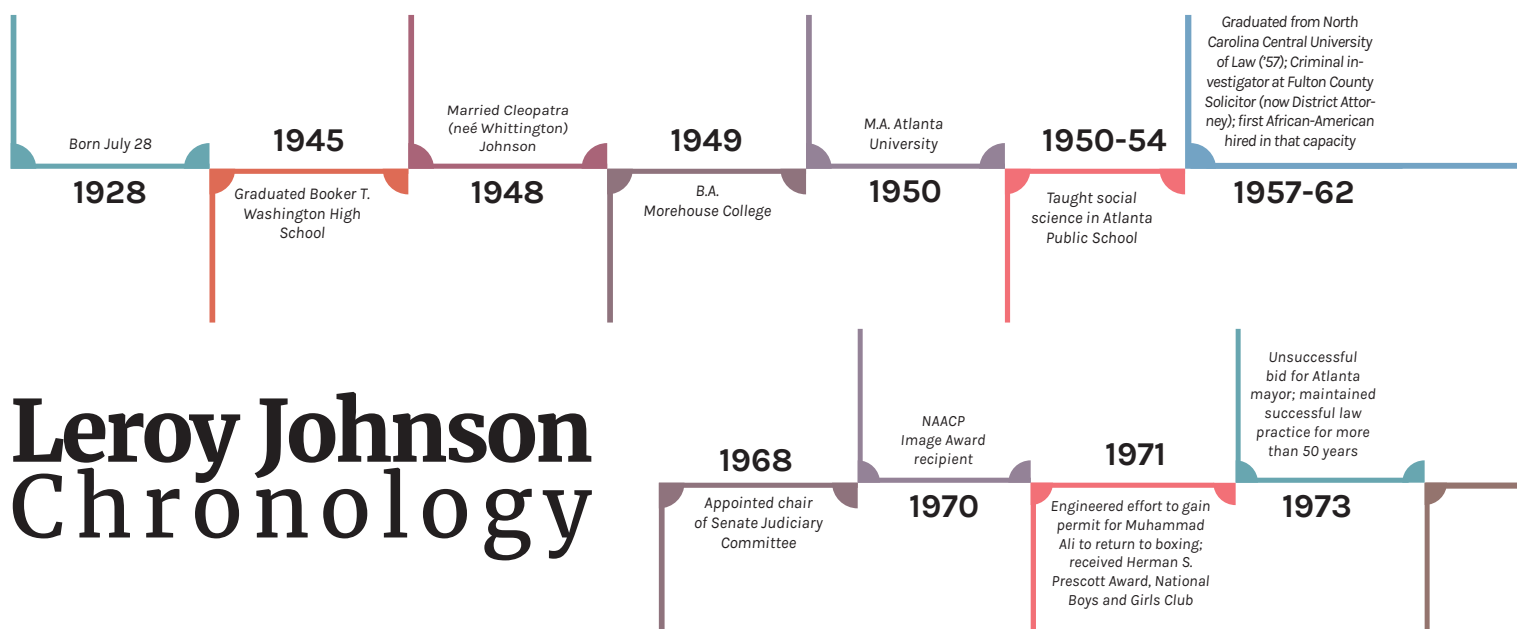 Born July 28
1928
1945
Graduated Booker T.
Washington High
School
Married Cleopatra
(neé Whittington)
Johnson
1948
1949
B.A.
Morehouse College
M.A. Atlanta
University
1950
1950-54
Taught social
science in Atlanta
Public School
Graduated from North
Carolina Central University
of Law (’57); Criminal in-
vestigator at Fulton County
Solicitor (now District Attor-
ney); first African-American
hired in that capacity
1957-62
Leroy Johnson
Chronology
1968
Appointed chair
of Senate Judiciary
Committee
NAACP
Image Award
recipient
1970
1971
Engineered effort to gain
permit for Muhammad
Ali to return to boxing;
received Herman S.
Prescott Award, National
Boys and Girls Club
Unsuccessful
bid for Atlanta
mayor; maintained
successful law
practice for more
than 50 years
1973